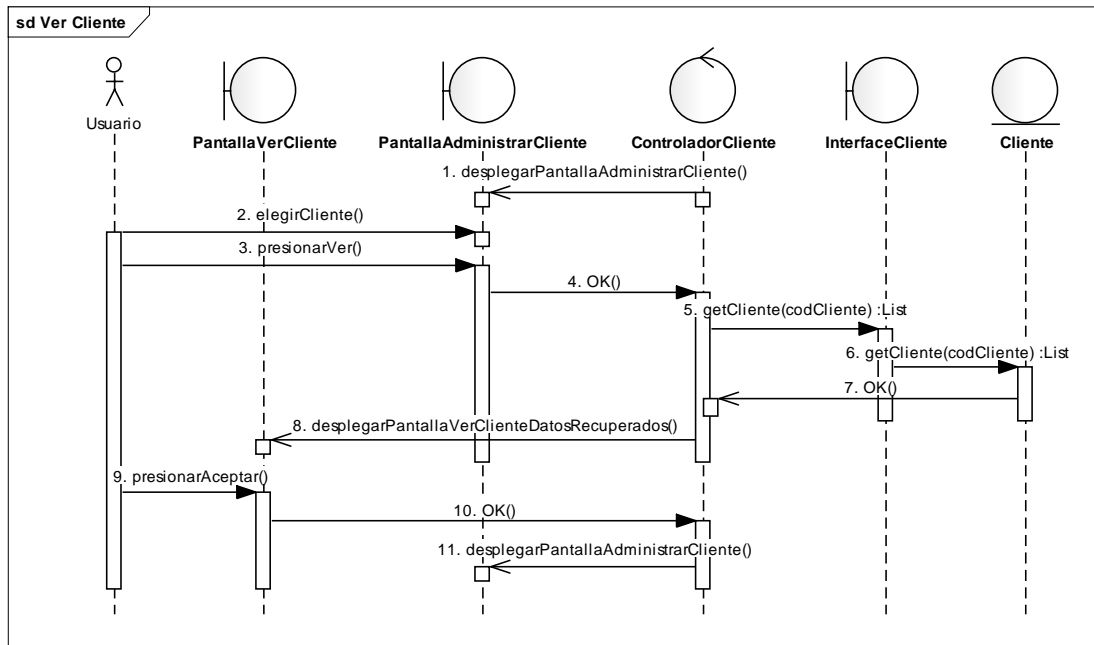 sd Ver Cliente
Usuario
PantallaVerCliente
PantallaAdministrarCliente
ControladorCliente
InterfaceCliente
Cliente
1. desplegarPantallaAdministrarCliente()
2. elegirCliente()
3. presionarVer()
4. OK()
5. getCliente(codCliente) :List
6. getCliente(codCliente) :List
7. OK()
8. desplegarPantallaVerClienteDatosRecuperados()
9. presionarAceptar()
10. OK()
11. desplegarPantallaAdministrarCliente()